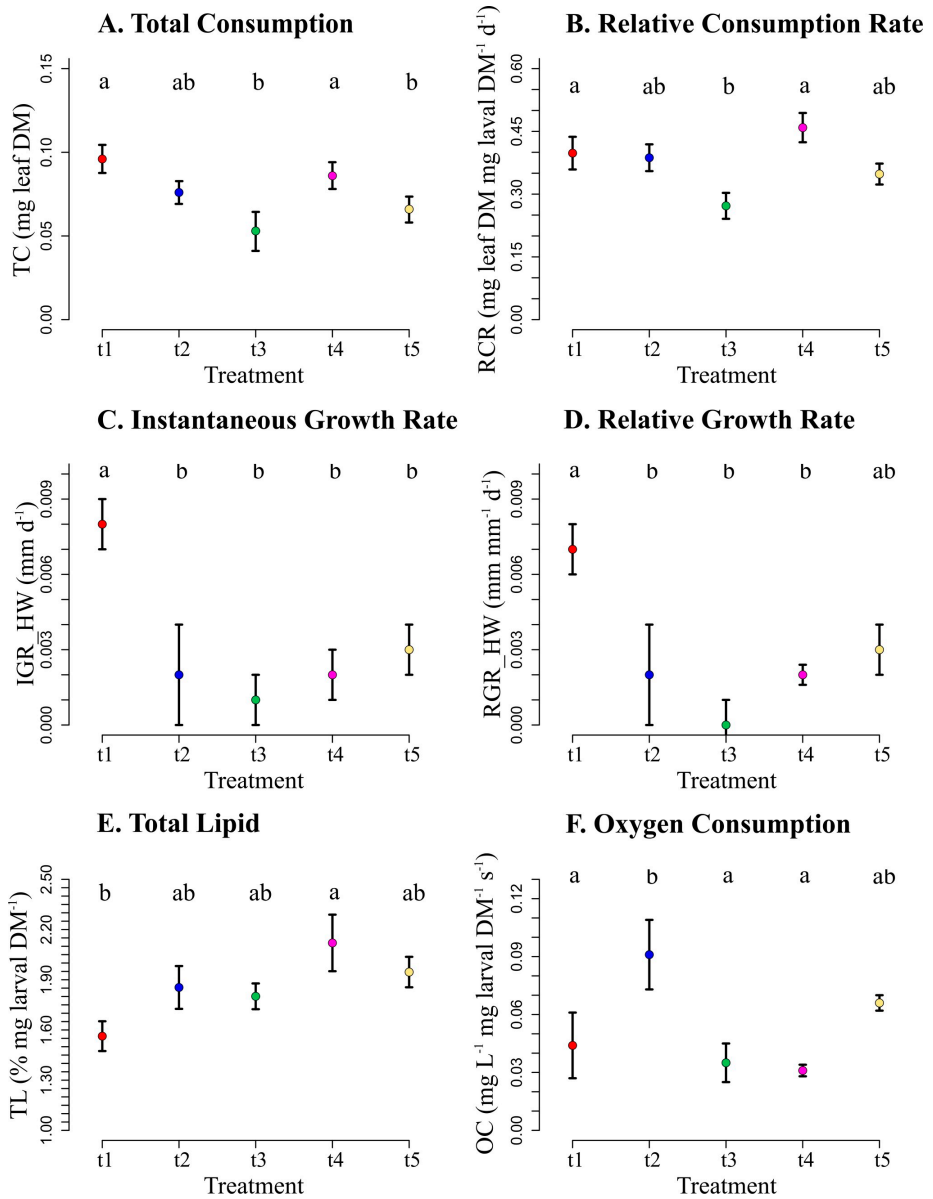 A. Total Consumption
TC (mg leaf DM)
0.15
0.10
0.05
0.00
a ab b a b
t1 t2 t3 t4 t5
Treatment
B. Relative Consumption Rate
RCR (mg leaf DM mg laval DM⁻¹ d⁻¹)
0.60
0.45
0.30
0.15
0.00
a ab b a ab
t1 t2 t3 t4 t5
Treatment
C. Instantaneous Growth Rate
IGR_HW (mm d⁻¹)
0.009
0.006
0.003
0.000
a b b b b
t1 t2 t3 t4 t5
Treatment
D. Relative Growth Rate
RGR_HW (mm mm⁻¹ d⁻¹)
0.009
0.006
0.003
0.000
a b b b ab
t1 t2 t3 t4 t5
Treatment
E. Total Lipid
TL (% mg larval DM⁻¹)
2.50
2.20
1.90
1.60
1.30
1.00
b ab ab a ab
t1 t2 t3 t4 t5
Treatment
F. Oxygen Consumption
OC (mg L⁻¹ mg larval DM⁻¹ s⁻¹)
0.12
0.09
0.06
0.03
0.00
a b a a ab
t1 t2 t3 t4 t5
Treatment